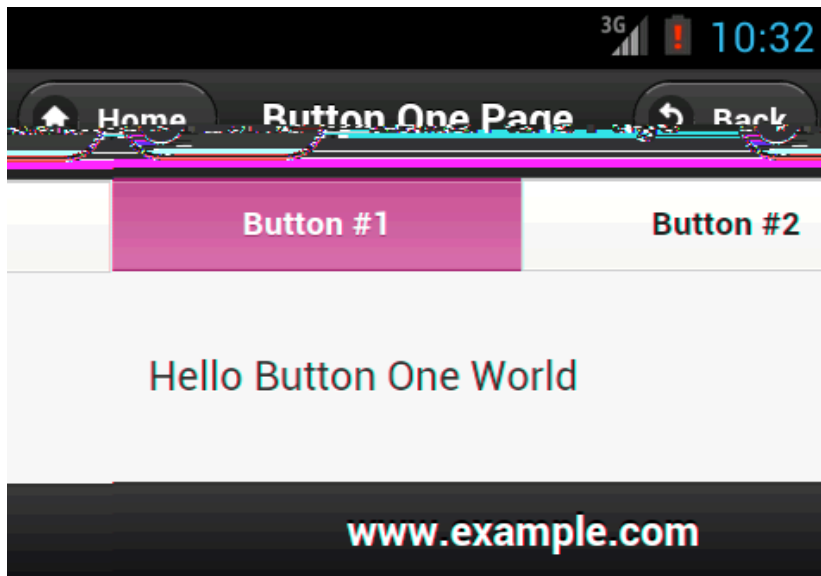 3G 10:32
Home Button One Page Back
Button #1 Button #2
Hello Button One World
www.example.com